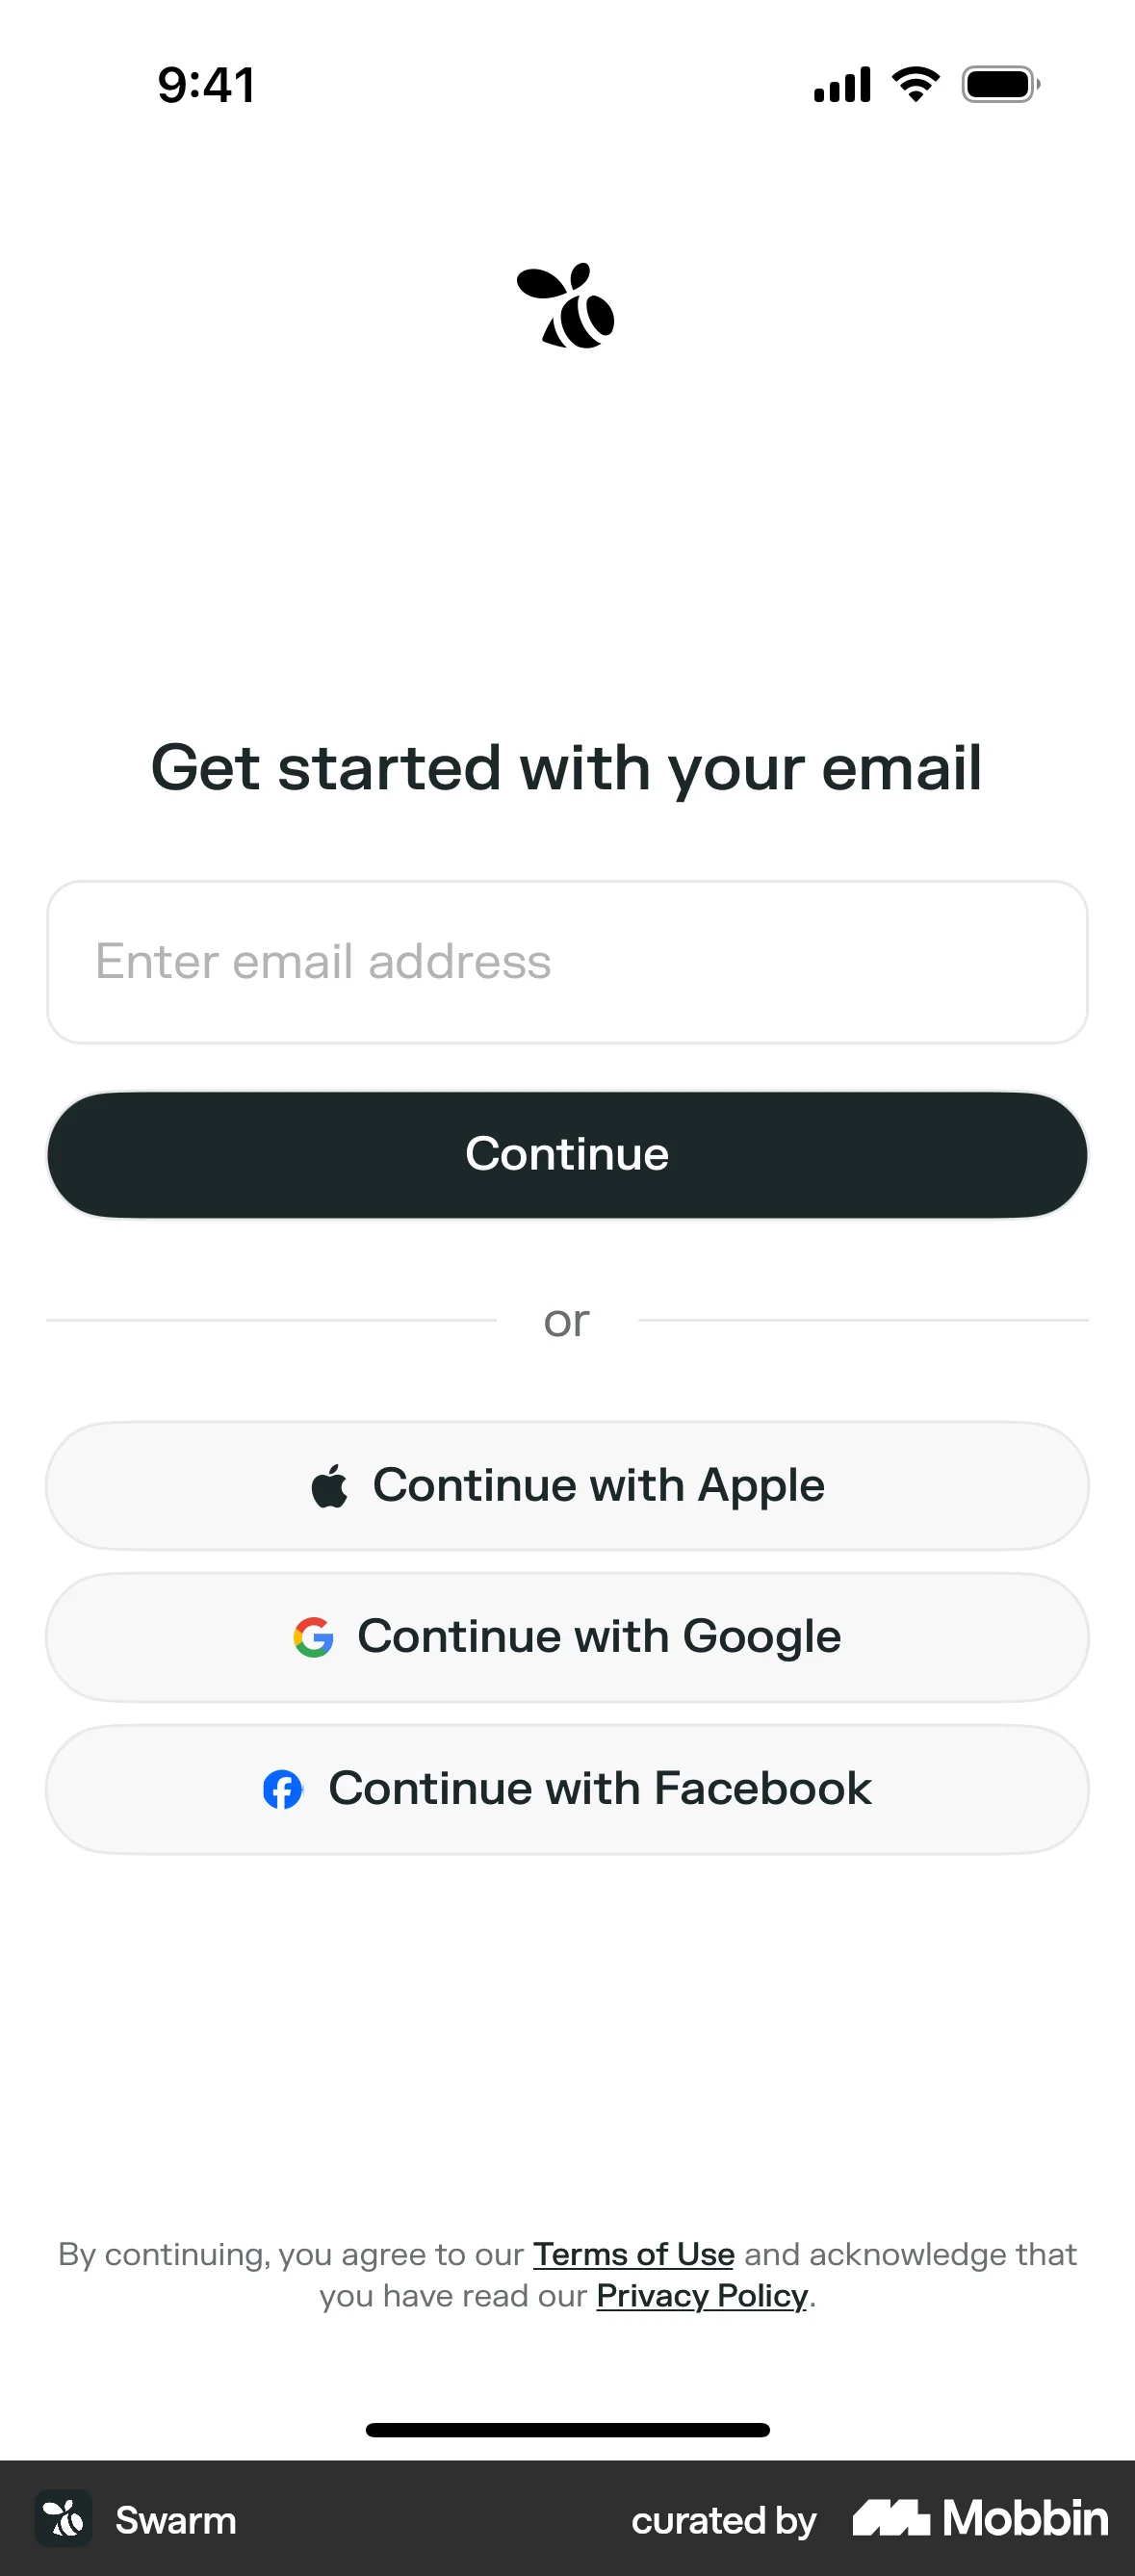 9:41
Get started with your email
Enter email address
Continue
or
Continue with Apple
Continue with Google
Continue with Facebook
By continuing, you agree to our Terms of Use and acknowledge that
you have read our Privacy Policy.
Swarm
curated by Mobbin